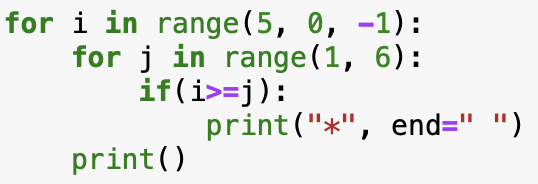 for i in range(5, 0, -1):
    for j in range(1, 6):
        if(i>=j):
            print("*", end=" ")
    print()